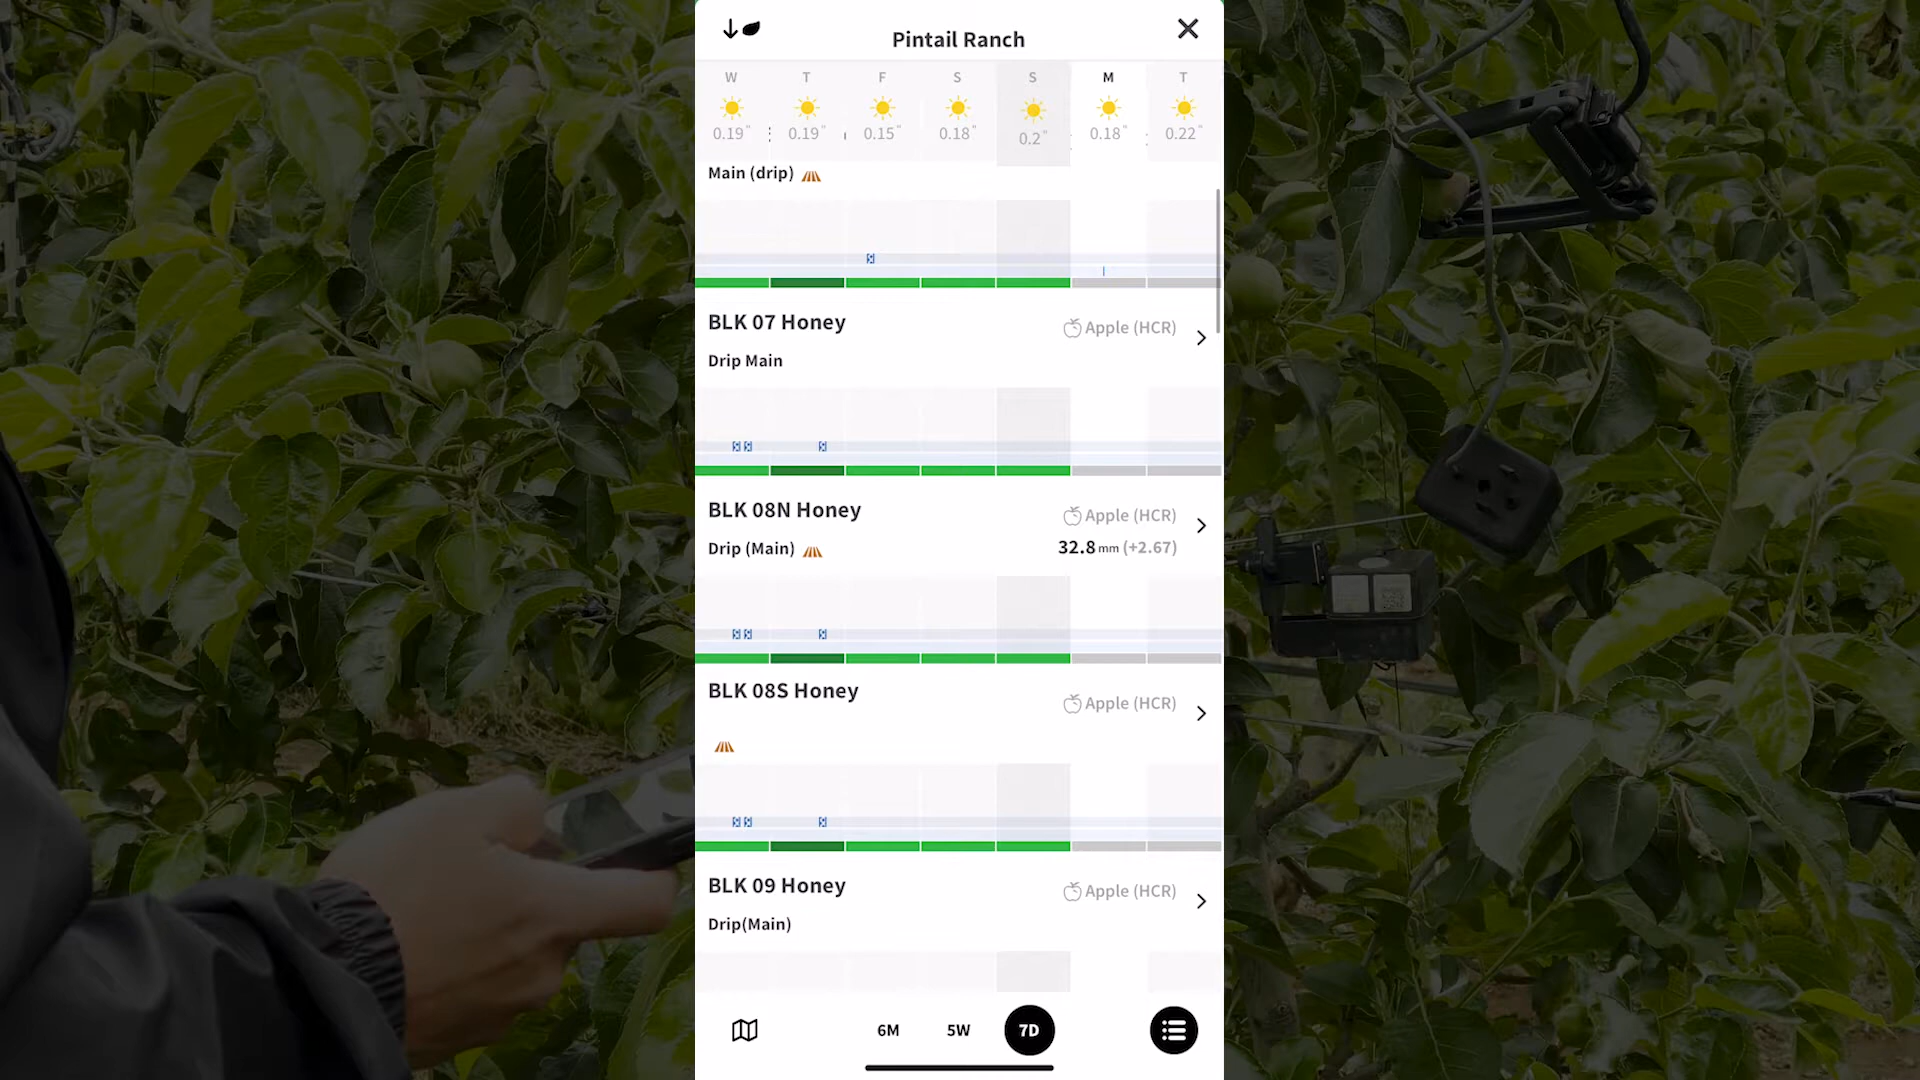 Pintail Ranch
W T F S S M T
0.19" 0.19" 0.15" 0.18" 0.2" 0.18" 0.22"
Main (drip)
BLK 07 Honey Apple (HCR)
Drip Main
BLK 08N Honey Apple (HCR)
Drip (Main) 32.8 mm (+2.67)
BLK 08S Honey Apple (HCR)
BLK 09 Honey Apple (HCR)
Drip(Main)
6M 5W 7D